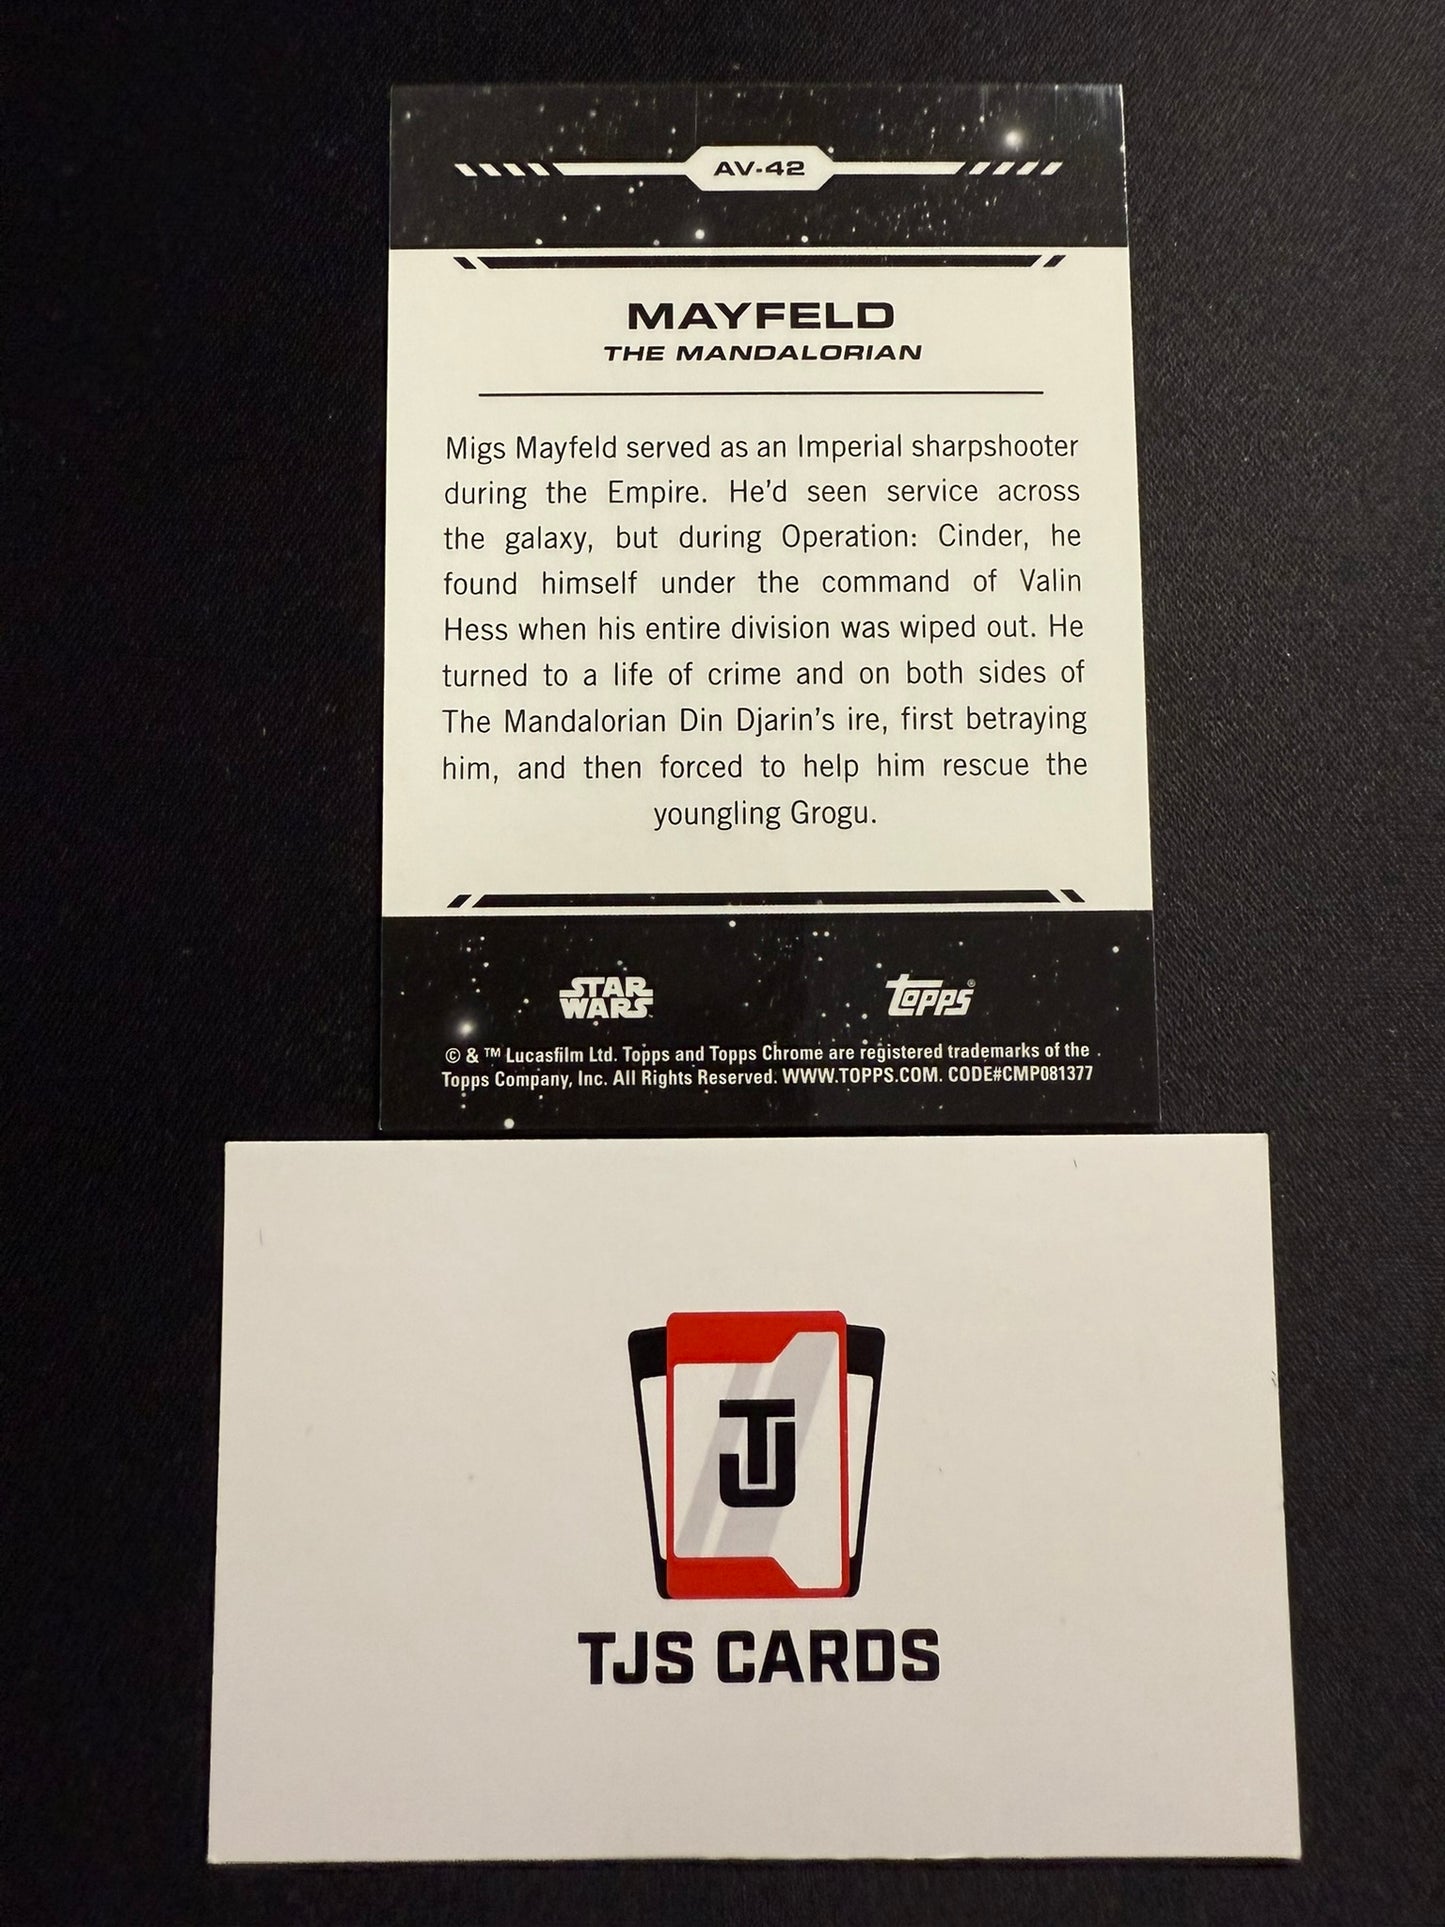 AV-42
MAYFELD
THE MANDALORIAN
Migs Mayfeld served as an Imperial sharpshooter
during the Empire. He'd seen service across
the galaxy, but during Operation: Cinder, he
found himself under the command of Valin
Hess when his entire division was wiped out. He
turned to a life of crime and on both sides of
The Mandalorian Din Djarin's ire, first betraying
him, and then forced to help him rescue the
youngling Grogu.
STAR
WARS
TOPPS®
© & ™ Lucasfilm Ltd. Topps and Topps Chrome are registered trademarks of the
Topps Company, Inc. All Rights Reserved. WWW.TOPPS.COM. CODE#CMP081377
TJ
TJS CARDS